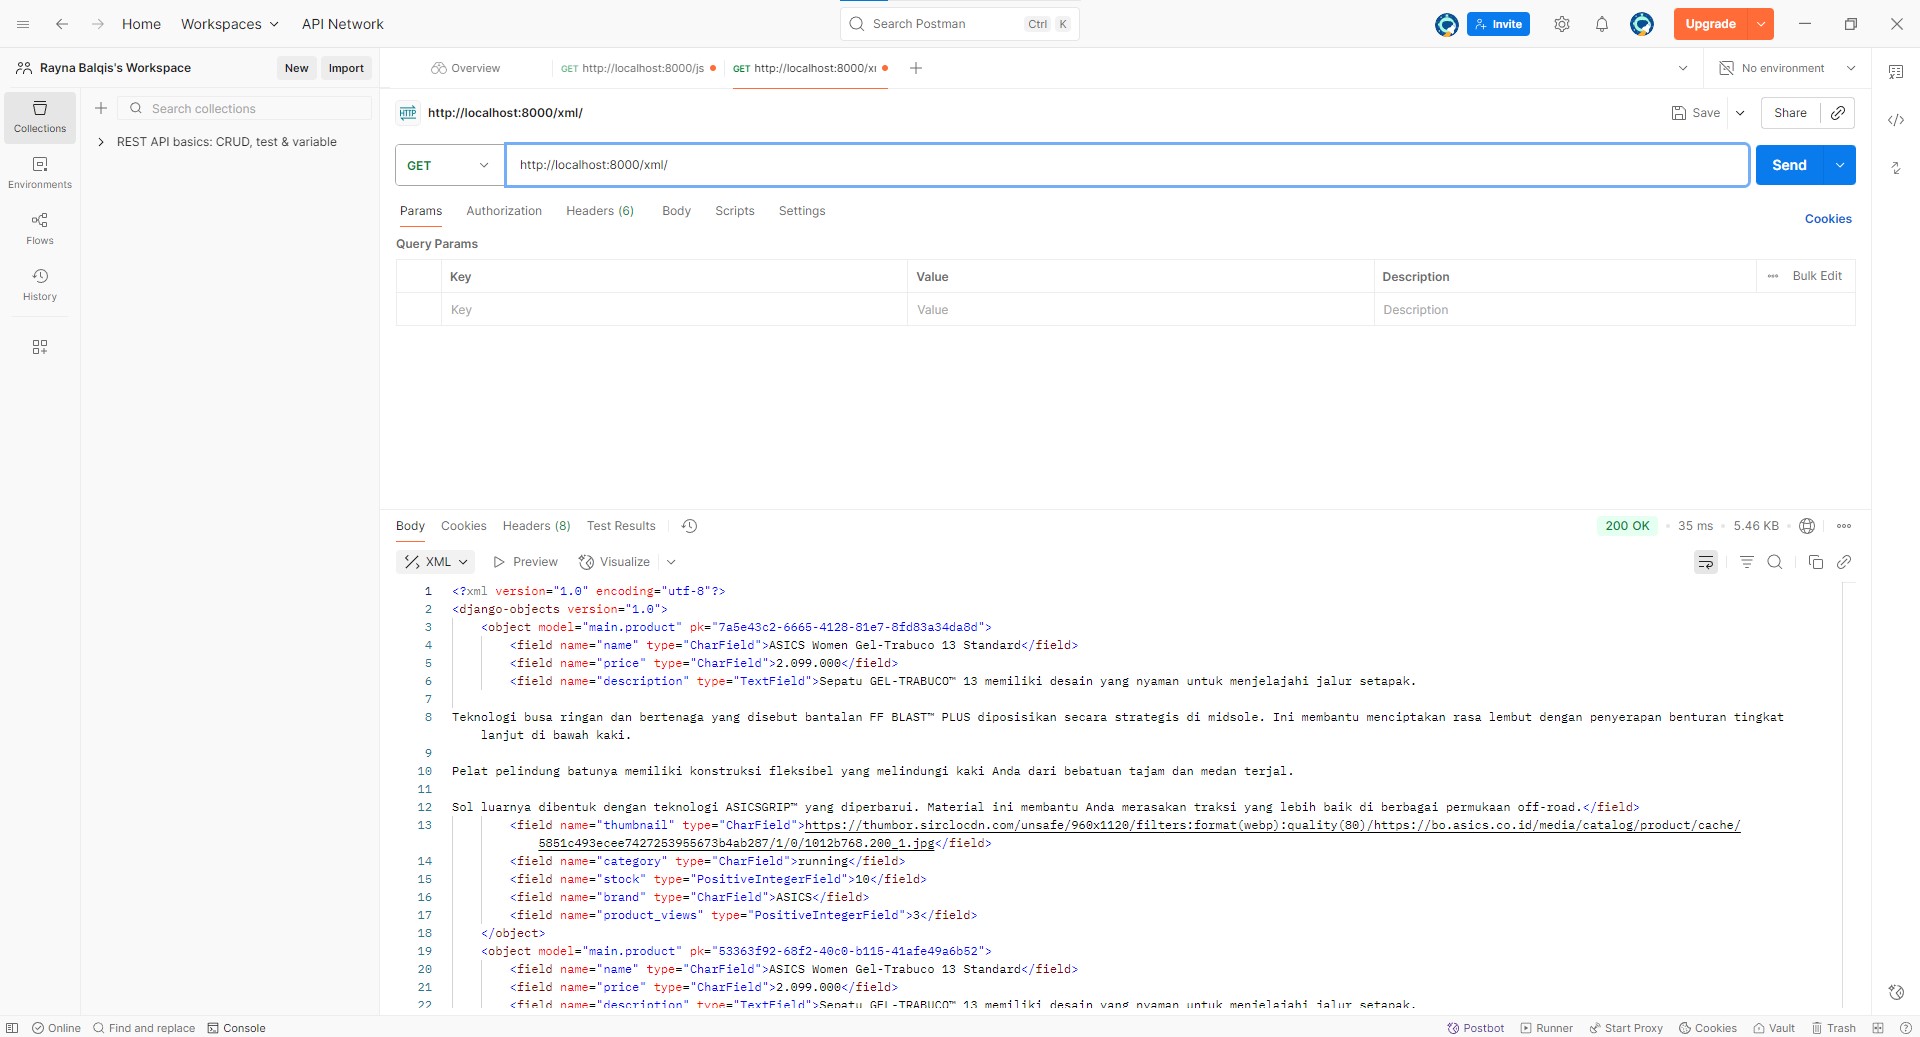 Home Workspaces API Network
Search Postman Ctrl K
Invite
Upgrade
Rayna Balqis's Workspace
New Import
Overview
GET http://localhost:8000/js
GET http://localhost:8000/x
No environment
Collections
Environments
Flows
History
Search collections
REST API basics: CRUD, test & variable
HTTP http://localhost:8000/xml/
Save
Share
GET http://localhost:8000/xml/
Send
Params Authorization Headers (6) Body Scripts Settings
Cookies
Query Params
Key Value Description Bulk Edit
Key Value Description
Body Cookies Headers (8) Test Results
200 OK • 35 ms • 5.46 KB
XML Preview Visualize
1 <?xml version="1.0" encoding="utf-8"?>
2 <django-objects version="1.0">
3 <object model="main.product" pk="7a5e43c2-6665-4128-81e7-8fd83a34da8d">
4 <field name="name" type="CharField">ASICS Women Gel-Trabuco 13 Standard</field>
5 <field name="price" type="CharField">2.099.000</field>
6 <field name="description" type="TextField">Sepatu GEL-TRABUCO™ 13 memiliki desain yang nyaman untuk menjelajahi jalur setapak.
7
8 Teknologi busa ringan dan bertenaga yang disebut bantalan FF BLAST™ PLUS diposisikan secara strategis di midsole. Ini membantu menciptakan rasa lembut dengan penyerapan benturan tingkat
lanjut di bawah kaki.
9
10 Pelat pelindung batunya memiliki konstruksi fleksibel yang melindungi kaki Anda dari bebatuan tajam dan medan terjal.
11
12 Sol luarnya dibentuk dengan teknologi ASICSGRIP™ yang diperbarui. Material ini membantu Anda merasakan traksi yang lebih baik di berbagai permukaan off-road.</field>
13 <field name="thumbnail" type="CharField">https://thumbor.sirclocdn.com/unsafe/960x1120/filters:format(webp):quality(80)/https://bo.asics.co.id/media/catalog/product/cache/
5851c493ecee7427253955673b4ab287/1/0/1012b768.200_1.jpg</field>
14 <field name="category" type="CharField">running</field>
15 <field name="stock" type="PositiveIntegerField">10</field>
16 <field name="brand" type="CharField">ASICS</field>
17 <field name="product_views" type="PositiveIntegerField">3</field>
18 </object>
19 <object model="main.product" pk="53363f92-68f2-40c0-b115-41afe49a6b52">
20 <field name="name" type="CharField">ASICS Women Gel-Trabuco 13 Standard</field>
21 <field name="price" type="CharField">2.099.000</field>
22 <field name="description" type="TextField">Sepatu GEL-TRABUCO™ 13 memiliki desain yang nyaman untuk menjelajahi jalur setapak.
Online Find and replace Console
Postbot Runner Start Proxy Cookies Vault Trash